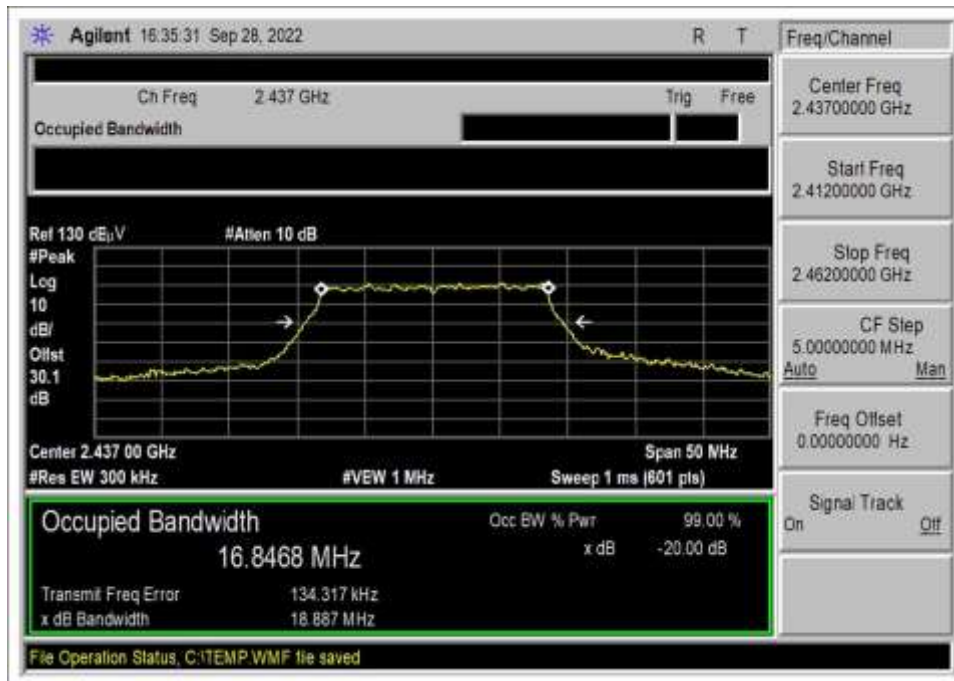 Agilent 16:35:31 Sep 28, 2022 R T
Freq/Channel
Ch Freq 2.437 GHz Trig Free
Occupied Bandwidth
Center Freq
2.43700000 GHz
Start Freq
2.41200000 GHz
Stop Freq
2.46200000 GHz
CF Step
5.00000000 MHz
Auto Man
Freq Offset
0.00000000 Hz
Signal Track
On Off
Ref 130 dBµV #Atten 10 dB
#Peak
Log
10
dB/
Offst
30.1
dB
Center 2.437 00 GHz Span 50 MHz
#Res BW 300 kHz #VBW 1 MHz Sweep 1 ms (601 pts)
Occupied Bandwidth Occ BW % Pwr 99.00 %
16.8468 MHz x dB -20.00 dB
Transmit Freq Error 134.317 kHz
x dB Bandwidth 18.887 MHz
File Operation Status, C:\TEMP.WMF file saved